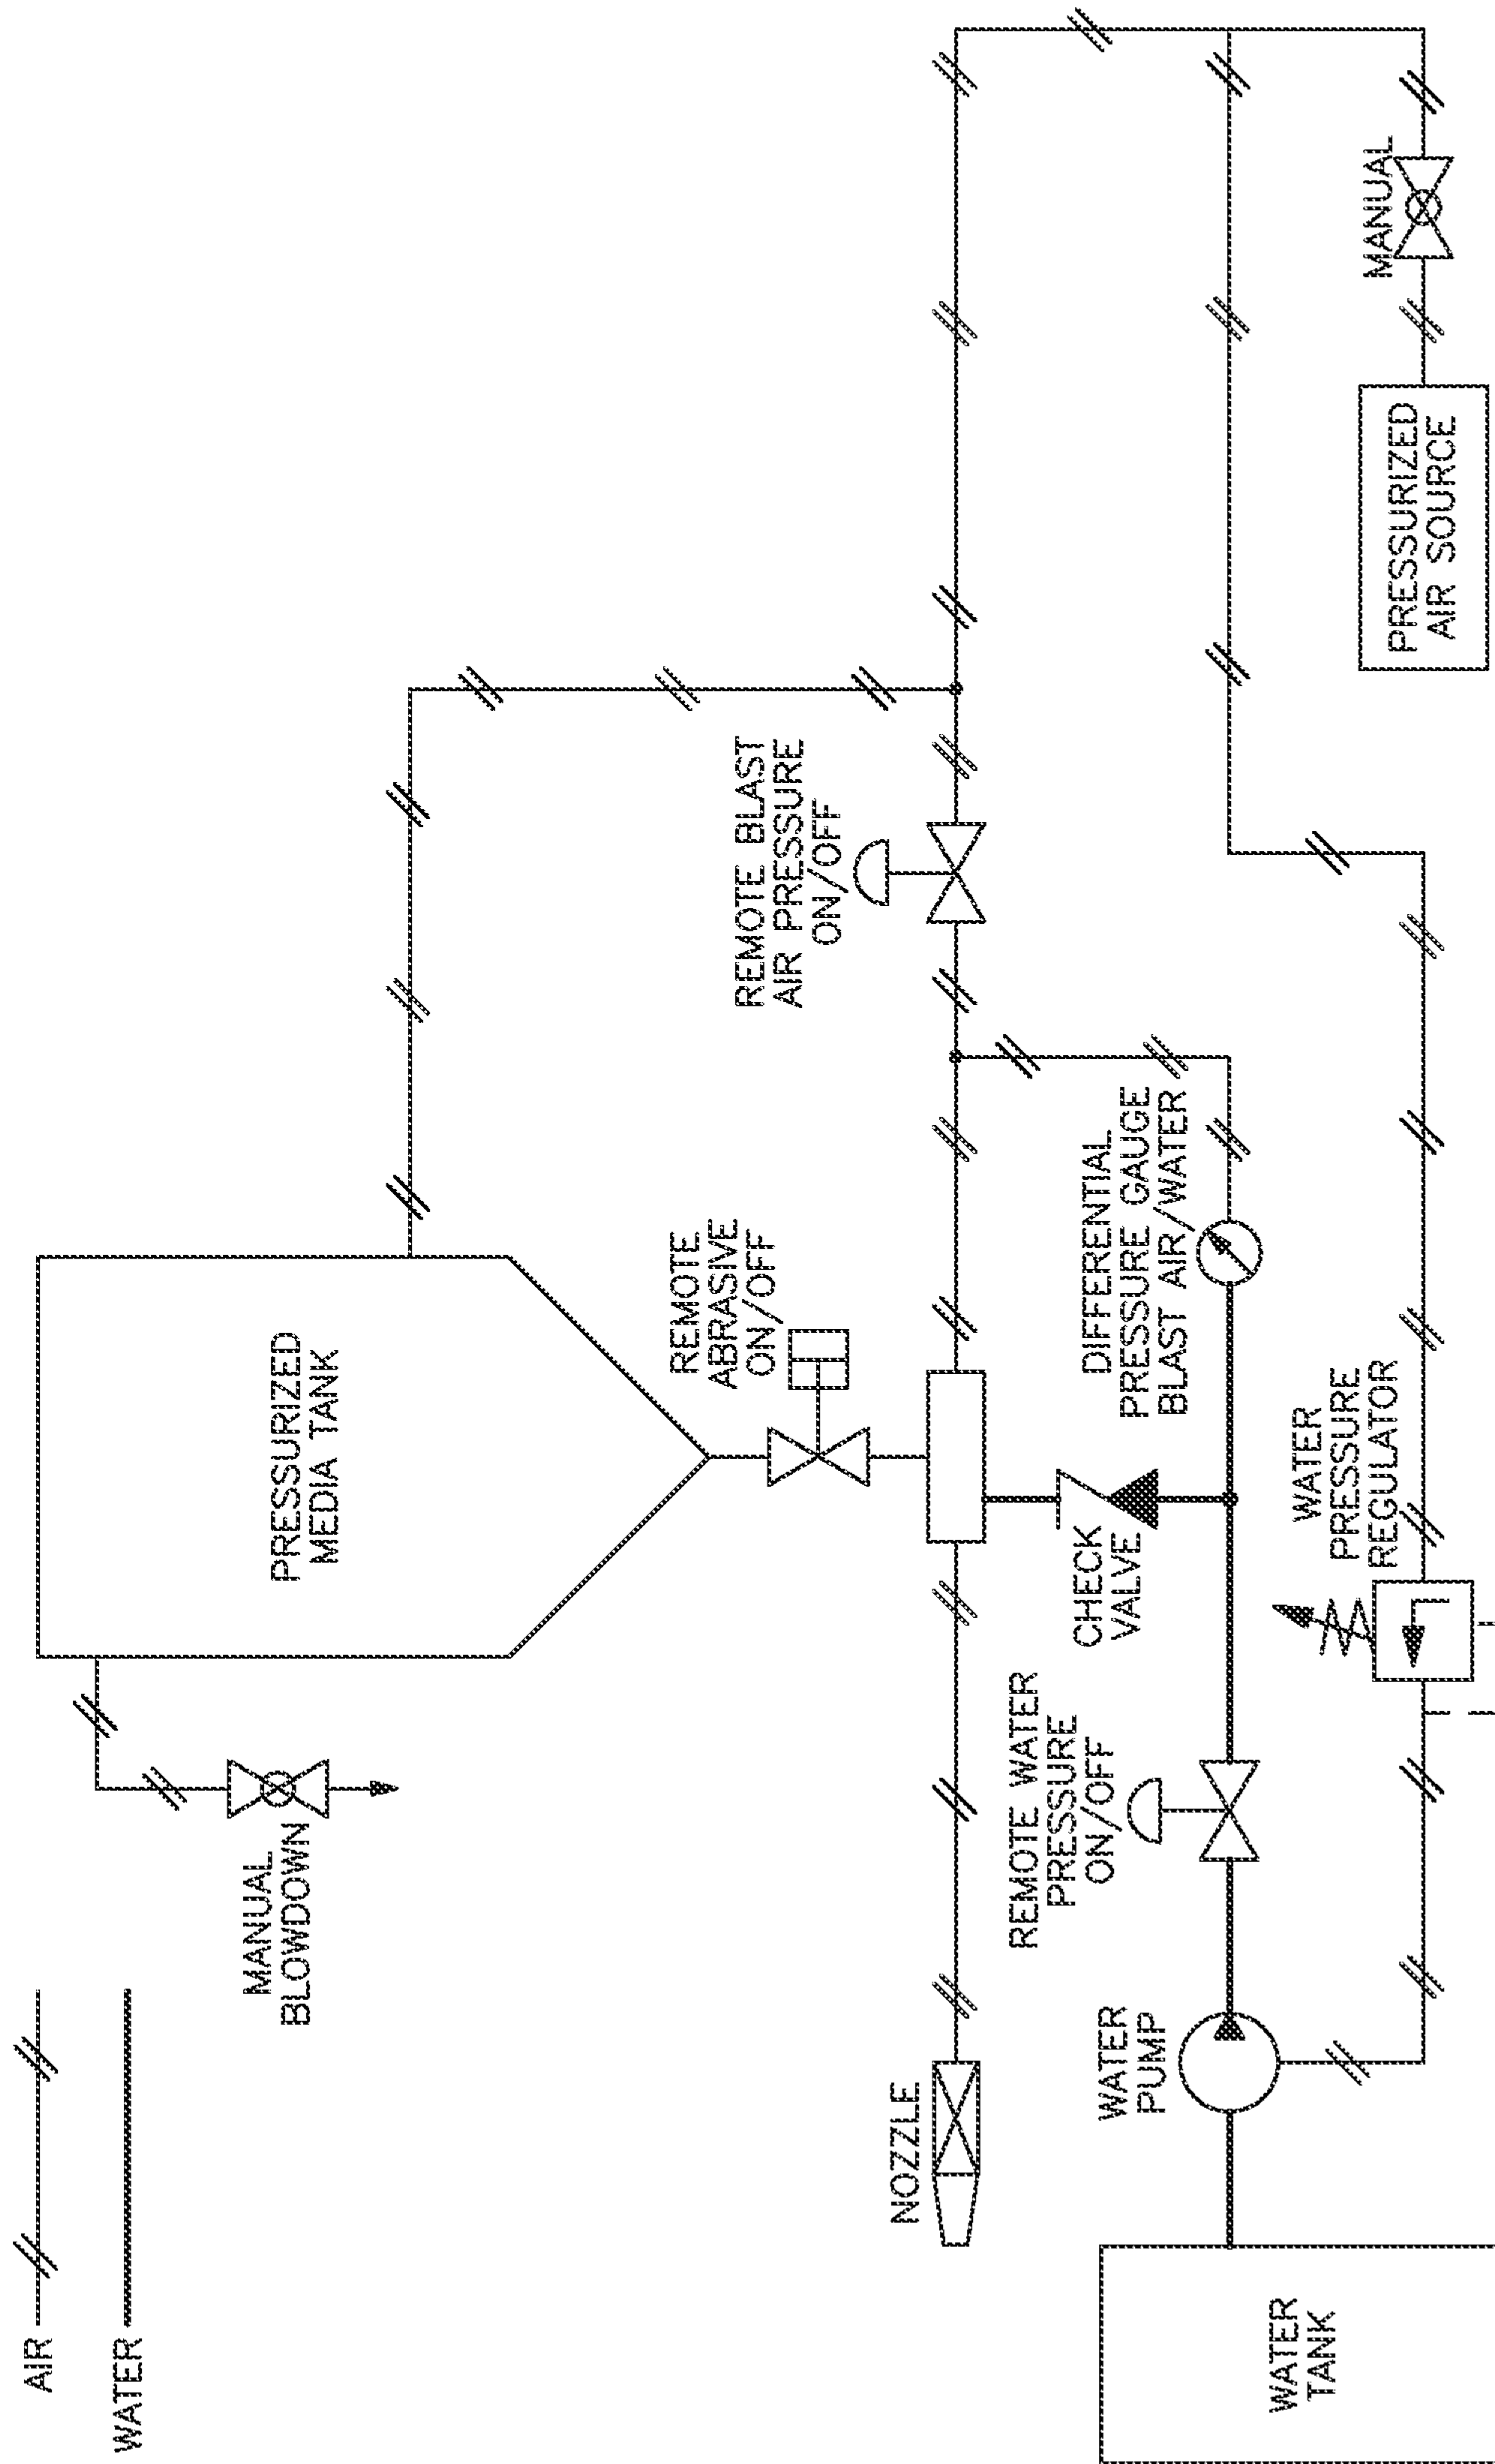 AIR
WATER
MANUAL
BLOWDOWN
PRESSURIZED
MEDIA TANK
REMOTE
ABRASIVE
ON/OFF
REMOTE BLAST
AIR PRESSURE
ON/OFF
NOZZLE
REMOTE WATER
PRESSURE
ON/OFF
CHECK
VALVE
DIFFERENTIAL
PRESSURE GAUGE
BLAST AIR/WATER
WATER
PUMP
WATER
PRESSURE
REGULATOR
WATER
TANK
PRESSURIZED
AIR SOURCE
MANUAL